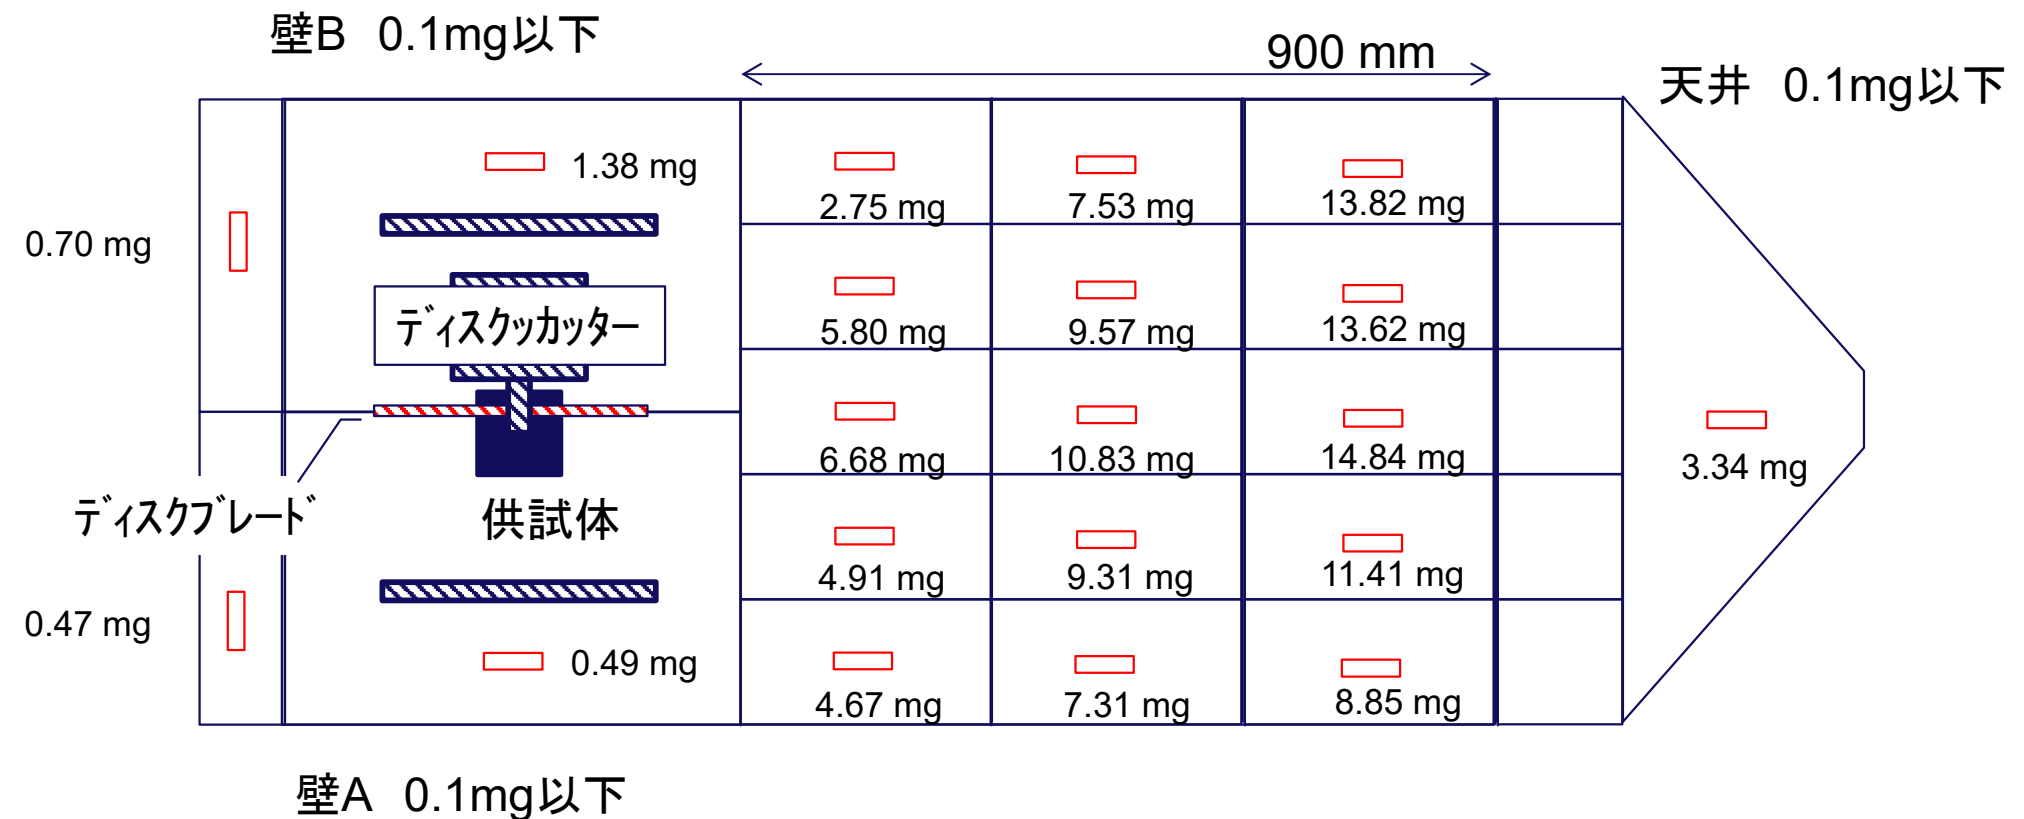 壁B 0.1mg以下
900 mm
天井 0.1mg以下
1.38 mg
2.75 mg
7.53 mg
13.82 mg
0.70 mg
ディスクッカッター
5.80 mg
9.57 mg
13.62 mg
6.68 mg
10.83 mg
14.84 mg
3.34 mg
ディスクブレード
供試体
4.91 mg
9.31 mg
11.41 mg
0.47 mg
0.49 mg
4.67 mg
7.31 mg
8.85 mg
壁A 0.1mg以下